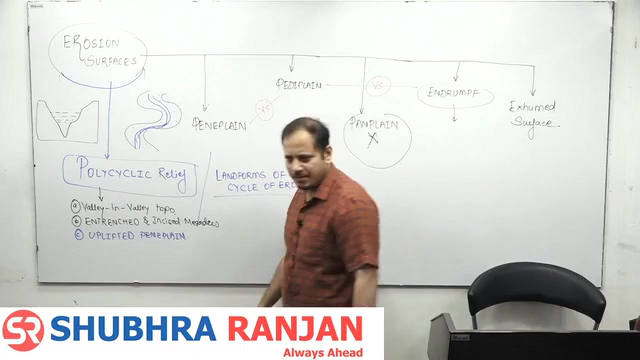 EROSION
SURFACES
PEDIPLAIN
VS
ENDRUMPF
Exhumed
Surface
PENEPLAIN
VS
PANPLAIN
X
POLYCYCLIC Relief
LANDFORMS OF
CYCLE OF
(a) Valley-in-Valley topo
(b) ENTRENCHED & Incised Meanders
(c) UPLIFTED PENEPLAIN
SR SHUBHRA RANJAN
Always Ahead